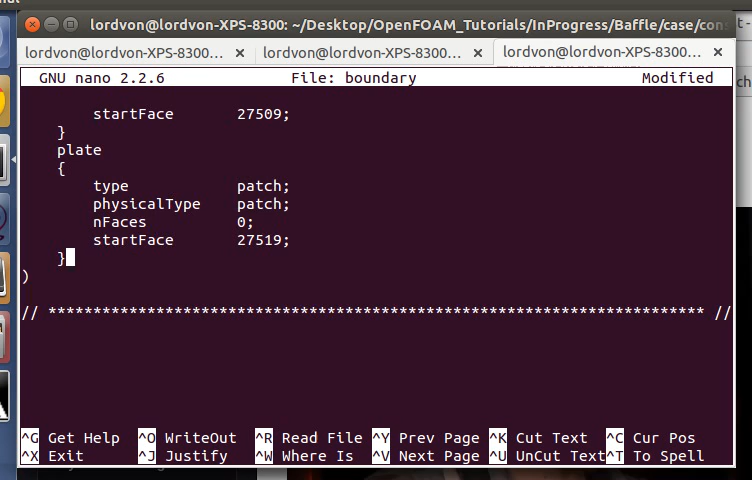 lordvon@lordvon-XPS-8300: ~/Desktop/OpenFOAM_Tutorials/InProgress/Baffle/case/cons
lordvon@lordvon-XPS-8300... × lordvon@lordvon-XPS-8300... × lordvon@lordvon-XPS-8300... ×
GNU nano 2.2.6 File: boundary Modified
startFace 27509;
}
plate
{
type patch;
physicalType patch;
nFaces 0;
startFace 27519;
}
)
// ************************************************************************* //
^G Get Help ^O WriteOut ^R Read File ^Y Prev Page ^K Cut Text ^C Cur Pos
^X Exit ^J Justify ^W Where Is ^V Next Page ^U UnCut Text ^T To Spell